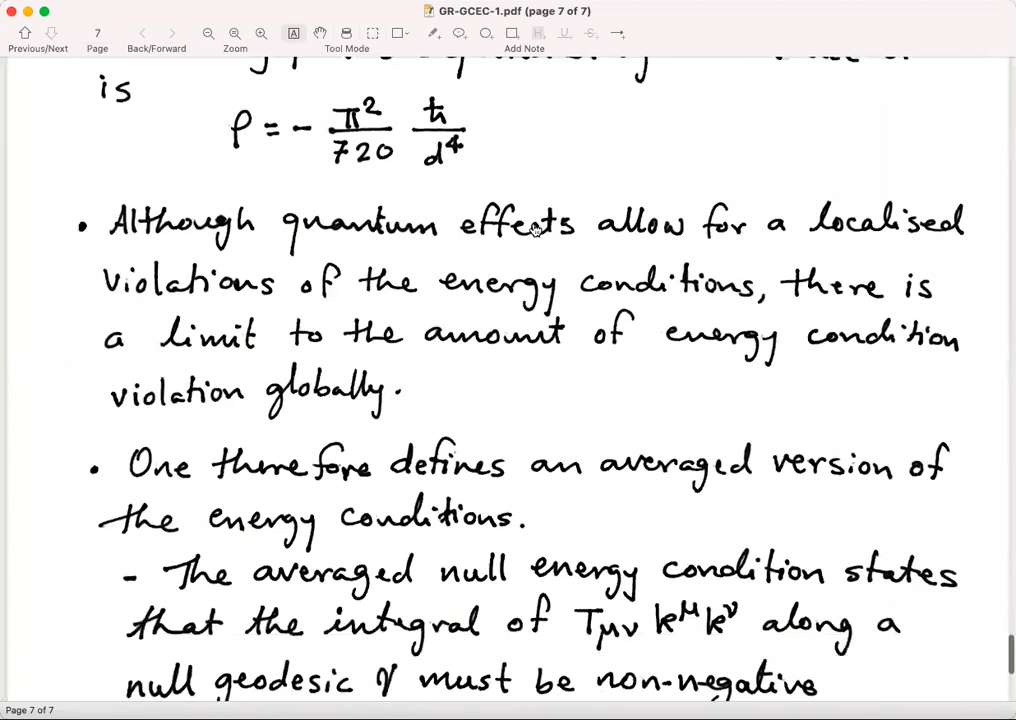 GR-GCEC-1.pdf (page 7 of 7)
7
Previous/Next Page Back/Forward Zoom Tool Mode Add Note
is
ρ = - π² / 720 ħ / d⁴
• Although quantum effects allow for a localised
violations of the energy conditions, there is
a limit to the amount of energy condition
violation globally.
• One therefore defines an averaged version of
the energy conditions.
- The averaged null energy condition states
that the integral of Tμν kμ kν along a
null geodesic γ must be non-negative
Page 7 of 7